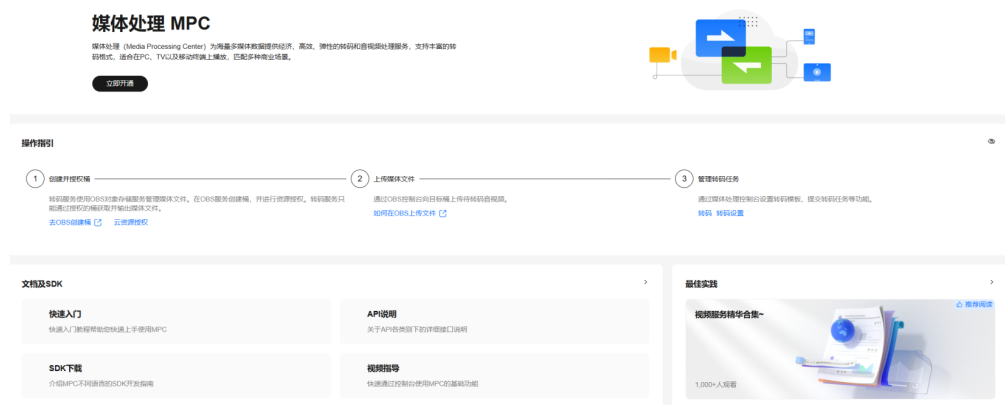 媒体处理 MPC
媒体处理（Media Processing Center）为海量多媒体数据提供经济、高效、弹性的转码和音视频处理服务，支持丰富的转
码格式，适合在PC、TV以及移动终端上播放，匹配多种商业场景。
立即开通
操作指引
1 创建并授权桶
转码服务使用OBS对象存储服务管理媒体文件。在OBS服务创建桶，并进行资源授权。转码服务只
能通过授权的桶获取并输出媒体文件。
去OBS创建桶 云资源授权
2 上传媒体文件
通过OBS控制台向目标桶上传待转码音视频。
如何在OBS上传文件
3 管理转码任务
通过媒体处理控制台设置转码模板、提交转码任务等功能。
转码 转码设置
文档及SDK
快速入门
快速入门教程帮助您快速上手使用MPC
API说明
关于API各类别下的详细接口说明
SDK下载
介绍MPC不同语言的SDK开发指南
视频指导
快速通过控制台使用MPC的基础功能
最佳实践
推荐阅读
视频服务精华合集~
1,000+人观看